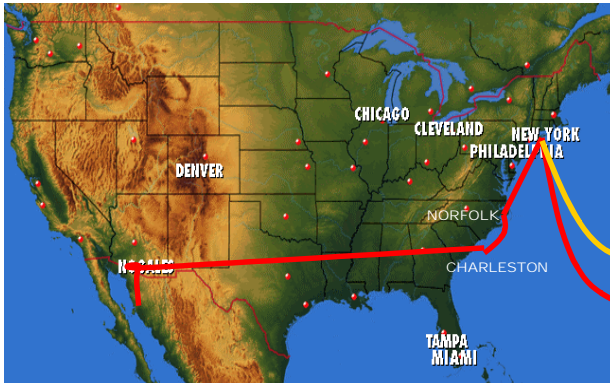 CHICAGO
CLEVELAND
NEW YORK
PHILADELPHIA
DENVER
NORFOLK
NOGALES
CHARLESTON
TAMPA
MIAMI